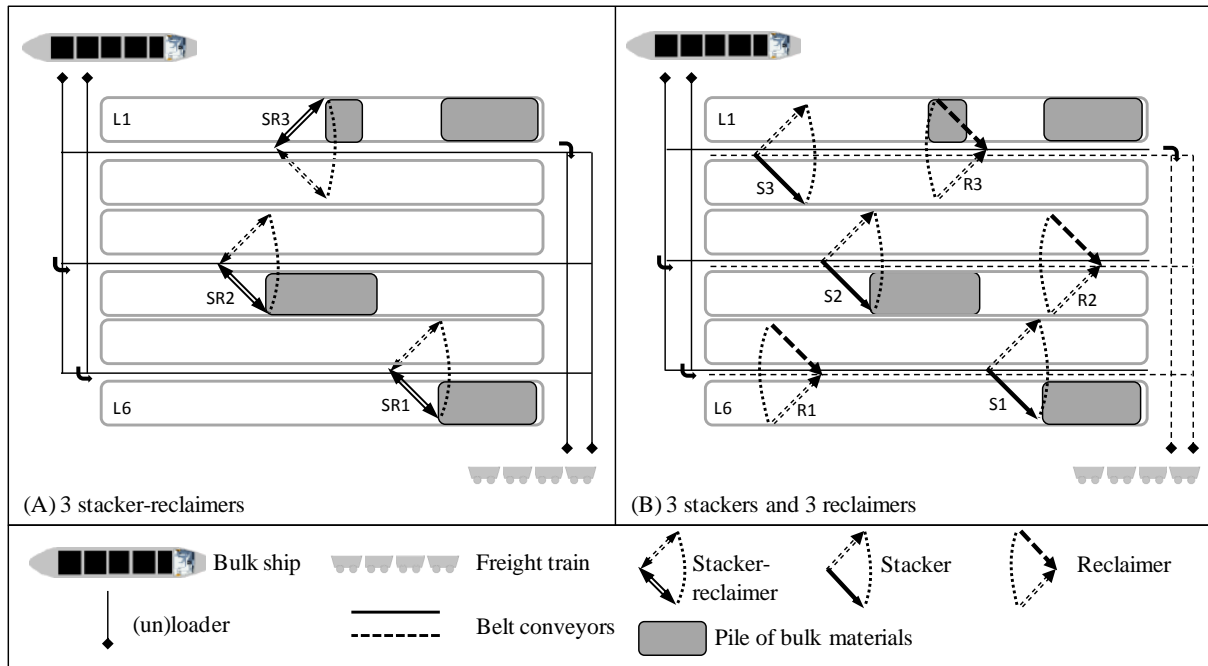 L1
SR3
SR2
SR1
L6
(A) 3 stacker-reclaimers
L1
S3
R3
S2
R2
L6
R1
S1
(B) 3 stackers and 3 reclaimers
Bulk ship
Freight train
Stacker-
reclaimer
Stacker
Reclaimer
(un)loader
Belt conveyors
Pile of bulk materials